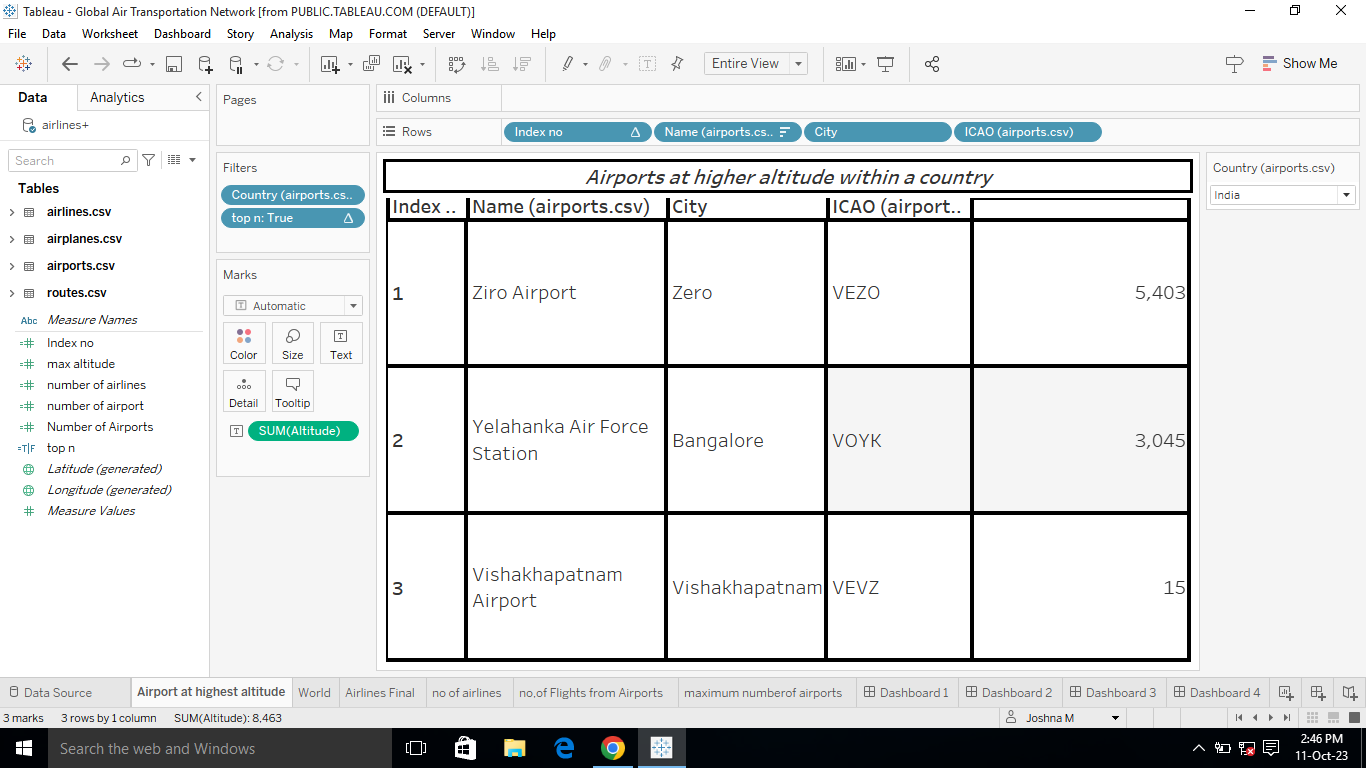 Tableau - Global Air Transportation Network [from PUBLIC.TABLEAU.COM (DEFAULT)]
File Data Worksheet Dashboard Story Analysis Map Format Server Window Help
Entire View
Show Me
Data Analytics
airlines+
Search
Tables
airlines.csv
airplanes.csv
airports.csv
routes.csv
Abc Measure Names
Index no
max altitude
number of airlines
number of airport
Number of Airports
T|F top n
Latitude (generated)
Longitude (generated)
Measure Values
Pages
Filters
Country (airports.cs..
top n: True
Marks
Automatic
Color Size Text
Detail Tooltip
SUM(Altitude)
Columns
Rows Index no Name (airports.cs.. City ICAO (airports.csv)
Airports at higher altitude within a country
Index .. Name (airports.csv) City ICAO (airport..
1 Ziro Airport Zero VEZO 5,403
2 Yelahanka Air Force Station Bangalore VOYK 3,045
3 Vishakhapatnam Airport Vishakhapatnam VEVZ 15
Country (airports.csv)
India
Data Source Airport at highest altitude World Airlines Final no of airlines no,of Flights from Airports maximum numberof airports Dashboard 1 Dashboard 2 Dashboard 3 Dashboard 4
3 marks 3 rows by 1 column SUM(Altitude): 8,463 Joshna M
Search the web and Windows
2:46 PM
11-Oct-23